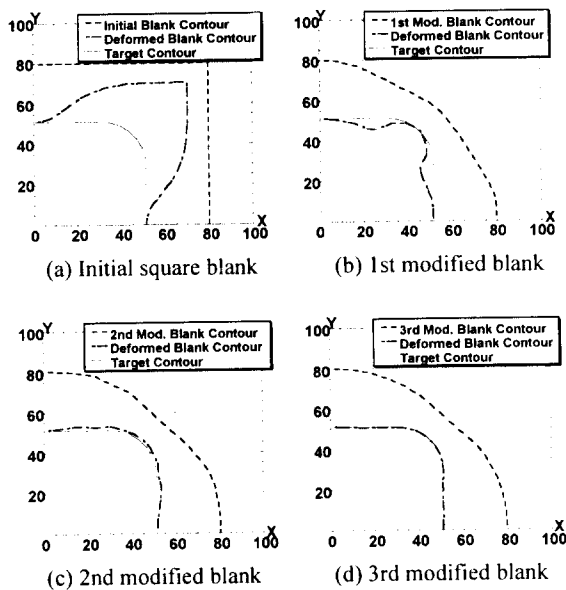 Y
Initial Blank Contour
Deformed Blank Contour
Target Contour
100
80
60
40
20
0 20 40 60 80 100
X
(a) Initial square blank
Y
1st Mod. Blank Contour
Deformed Blank Contour
Target Contour
100
80
60
40
20
0 20 40 60 80 100
X
(b) 1st modified blank
Y
2nd Mod. Blank Contour
Deformed Blank Contour
Target Contour
100
80
60
40
20
0 20 40 60 80 100
X
(c) 2nd modified blank
Y
3rd Mod. Blank Contour
Deformed Blank Contour
Target Contour
100
80
60
40
20
0 20 40 60 80 100
X
(d) 3rd modified blank